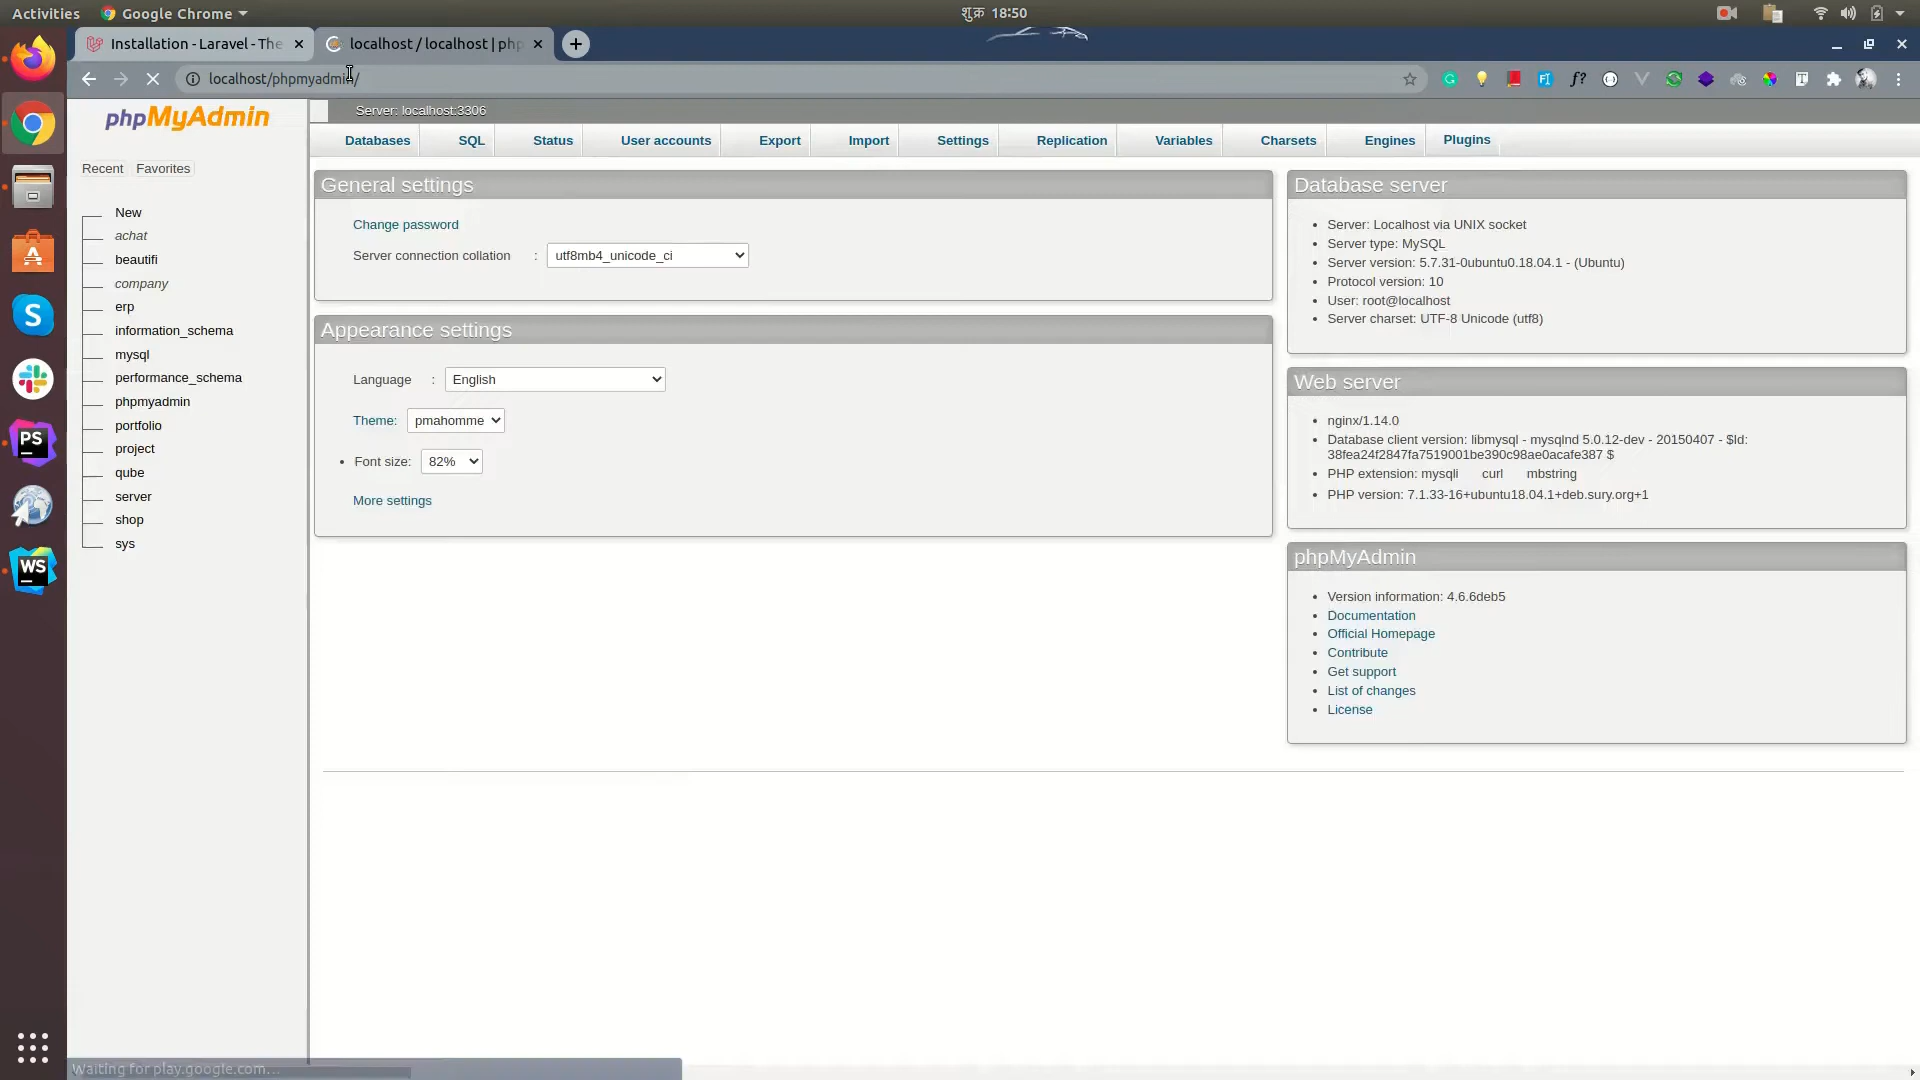 Activities
Google Chrome
शुक्र 18:50
Installation - Laravel - The
localhost / localhost | php
localhost/phpmyadmin/
phpMyAdmin
Recent
Favorites
New
achat
beautifi
company
erp
information_schema
mysql
performance_schema
phpmyadmin
portfolio
project
qube
server
shop
sys
Server: localhost:3306
Databases
SQL
Status
User accounts
Export
Import
Settings
Replication
Variables
Charsets
Engines
Plugins
General settings
Change password
Server connection collation : utf8mb4_unicode_ci
Appearance settings
Language : English
Theme: pmahomme
Font size: 82%
More settings
Database server
Server: Localhost via UNIX socket
Server type: MySQL
Server version: 5.7.31-0ubuntu0.18.04.1 - (Ubuntu)
Protocol version: 10
User: root@localhost
Server charset: UTF-8 Unicode (utf8)
Web server
nginx/1.14.0
Database client version: libmysql - mysqlnd 5.0.12-dev - 20150407 - $Id:
38fea24f2847fa7519001be390c98ae0acafe387 $
PHP extension: mysqli curl mbstring
PHP version: 7.1.33-16+ubuntu18.04.1+deb.sury.org+1
phpMyAdmin
Version information: 4.6.6deb5
Documentation
Official Homepage
Contribute
Get support
List of changes
License
Waiting for play.google.com...
PS
WS